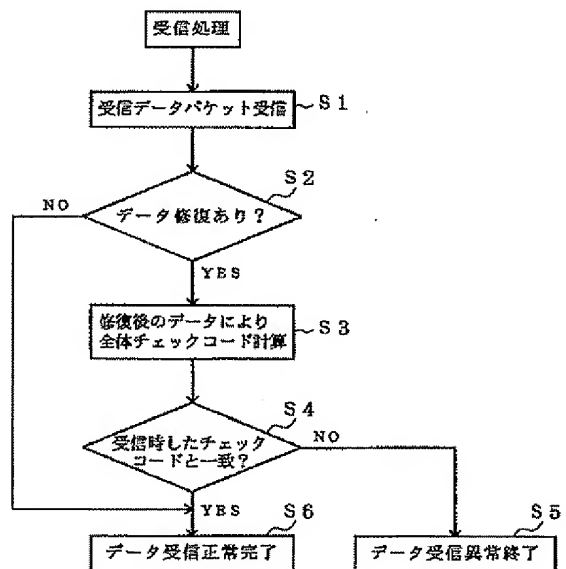 受信処理
受信データパケット受信
S1
S2
データ修復あり?
NO
YES
修復後のデータにより
全体チェックコード計算
S3
S4
受信時したチェック
コードと一致?
NO
YES
S6
データ受信正常完了
S5
データ受信異常終了